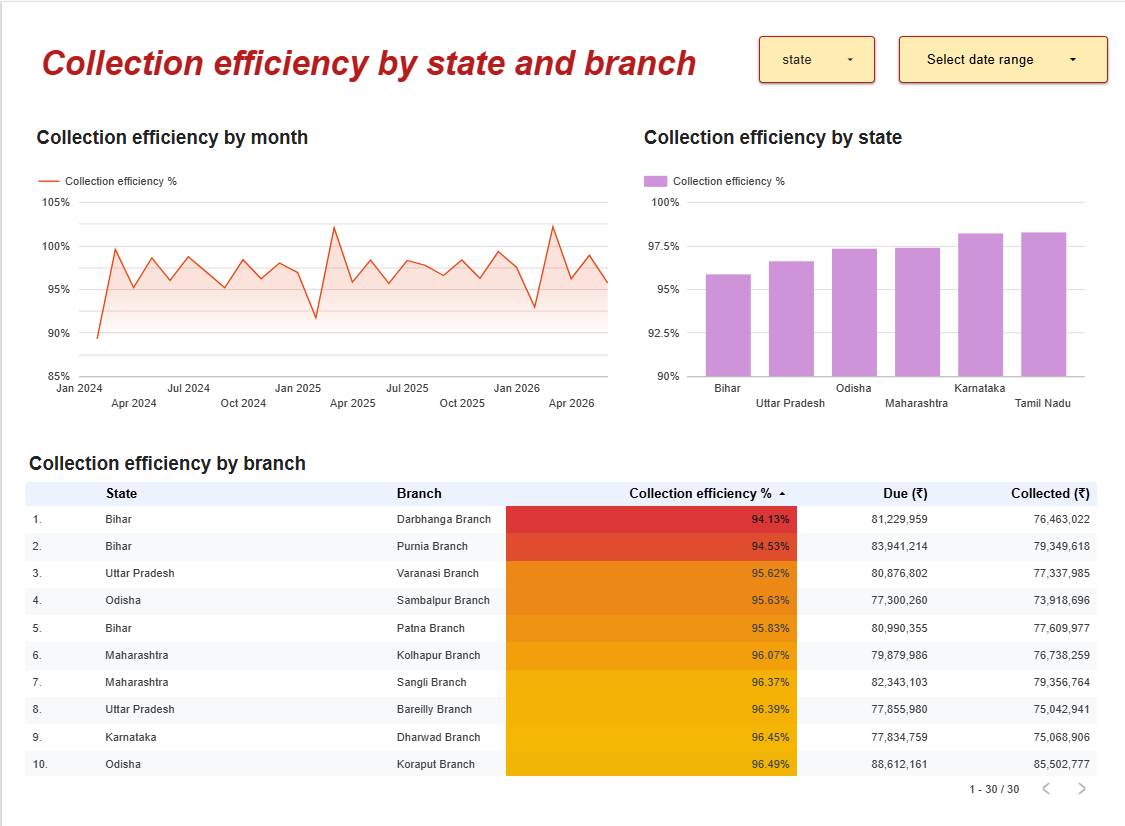 Collection efficiency by state and branch
state
Select date range
Collection efficiency by month
Collection efficiency %
105%
100%
95%
90%
85%
Jan 2024
Apr 2024
Jul 2024
Oct 2024
Jan 2025
Apr 2025
Jul 2025
Oct 2025
Jan 2026
Apr 2026
Collection efficiency by state
Collection efficiency %
100%
97.5%
95%
92.5%
90%
Bihar
Uttar Pradesh
Odisha
Maharashtra
Karnataka
Tamil Nadu
Collection efficiency by branch
State Branch Collection efficiency % Due (₹) Collected (₹)
1. Bihar Darbhanga Branch 94.13% 81,229,959 76,463,022
2. Bihar Purnia Branch 94.53% 83,941,214 79,349,618
3. Uttar Pradesh Varanasi Branch 95.62% 80,876,802 77,337,985
4. Odisha Sambalpur Branch 95.63% 77,300,260 73,918,696
5. Bihar Patna Branch 95.83% 80,990,355 77,609,977
6. Maharashtra Kolhapur Branch 96.07% 79,879,986 76,738,259
7. Maharashtra Sangli Branch 96.37% 82,343,103 79,356,764
8. Uttar Pradesh Bareilly Branch 96.39% 77,855,980 75,042,941
9. Karnataka Dharwad Branch 96.45% 77,834,759 75,068,906
10. Odisha Koraput Branch 96.49% 88,612,161 85,502,777
1 - 30 / 30